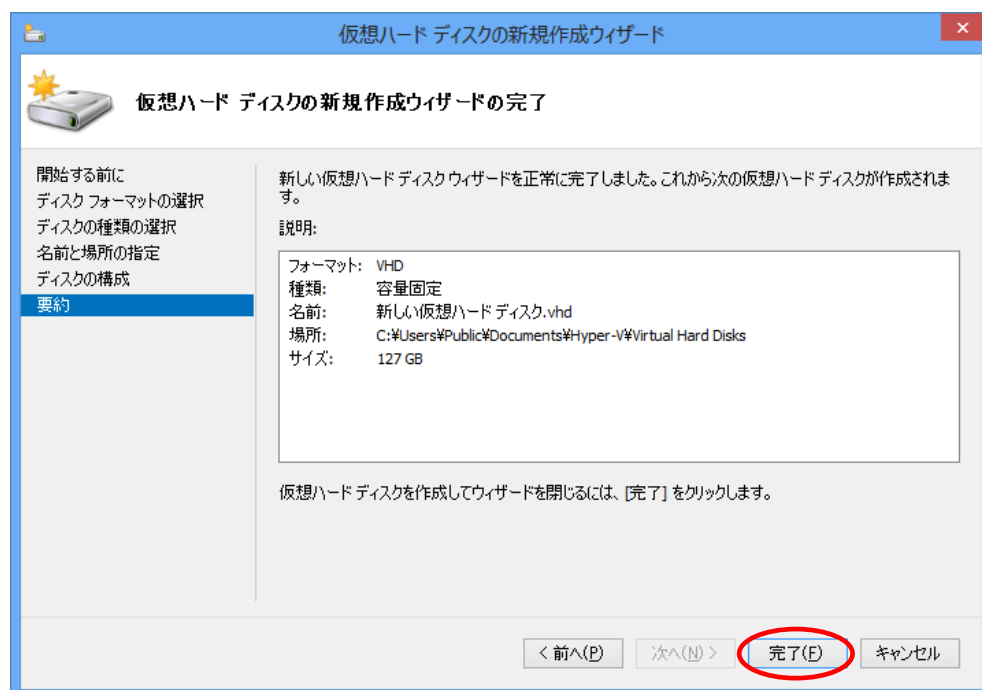 仮想ハード ディスクの新規作成ウィザード
仮想ハード ディスクの新規作成ウィザードの完了
開始する前に
ディスク フォーマットの選択
ディスクの種類の選択
名前と場所の指定
ディスクの構成
要約
新しい仮想ハード ディスク ウィザードを正常に完了しました。これから次の仮想ハード ディスクが作成されま
す。
説明:
フォーマット: VHD
種類: 容量固定
名前: 新しい仮想ハード ディスク.vhd
場所: C:¥Users¥Public¥Documents¥Hyper-V¥Virtual Hard Disks
サイズ: 127 GB
仮想ハード ディスクを作成してウィザードを閉じるには、[完了] をクリックします。
< 前へ(P) 次へ(N) > 完了(F) キャンセル